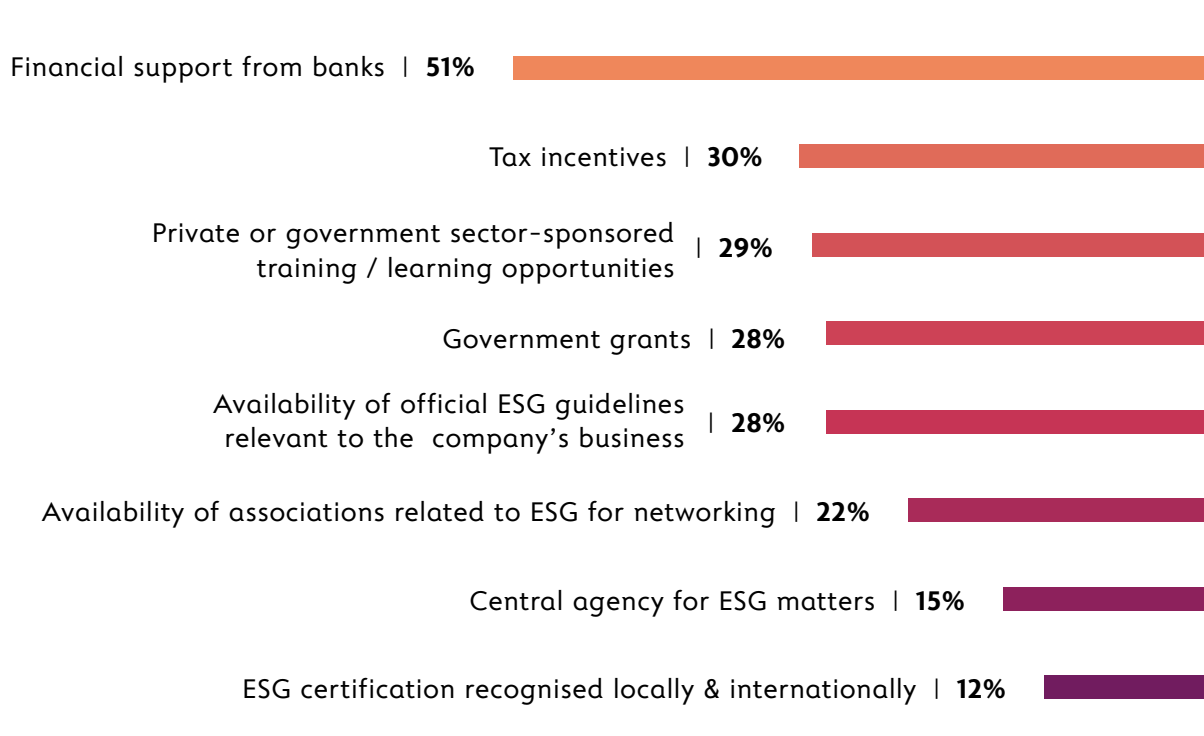 Financial support from banks | 51%
Tax incentives | 30%
Private or government sector-sponsored
training / learning opportunities | 29%
Government grants | 28%
Availability of official ESG guidelines
relevant to the  company’s business | 28%
Availability of associations related to ESG for networking | 22%
Central agency for ESG matters | 15%
ESG certification recognised locally & internationally | 12%